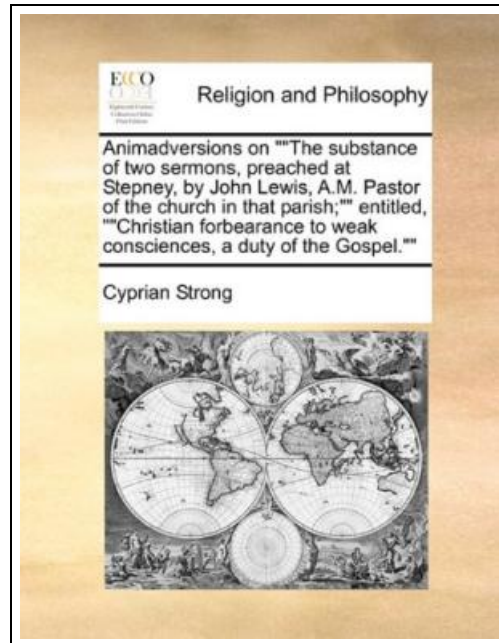 ECCO
Religion and Philosophy
Animadversions on ""The substance
of two sermons, preached at
Stepney, by John Lewis, A.M. Pastor
of the church in that parish;"" entitled,
""Christian forbearance to weak
consciences, a duty of the Gospel.""
Cyprian Strong